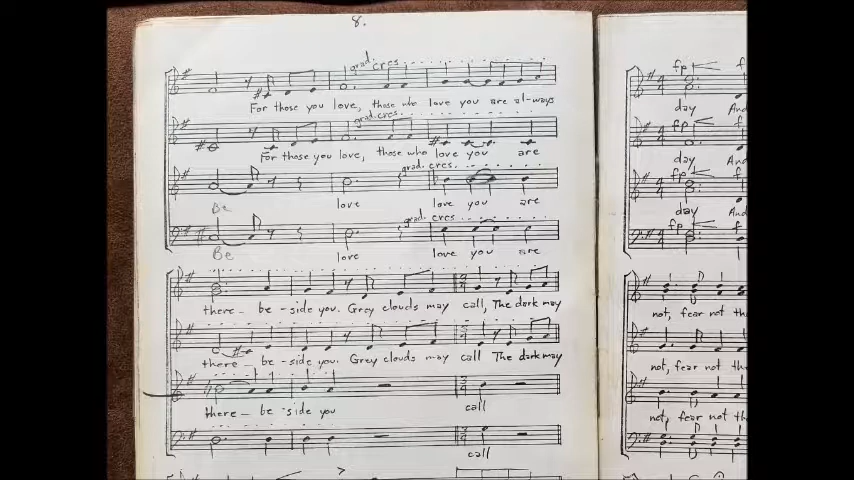 8.
grad. cres.
For those you love, those who love you are al-ways
grad. cres.
For those you love, those who love you are
grad. cres.
Be love love you are
grad. cres.
Be love love you are
there - be - side you. Grey clouds may call, The dark may
there - be - side you. Grey clouds may call The dark may
there - be - side you call
call
fp f
day And
fp f
day And
fp f
day And
fp
not, fear not th
not, fear not th
not, fear not th